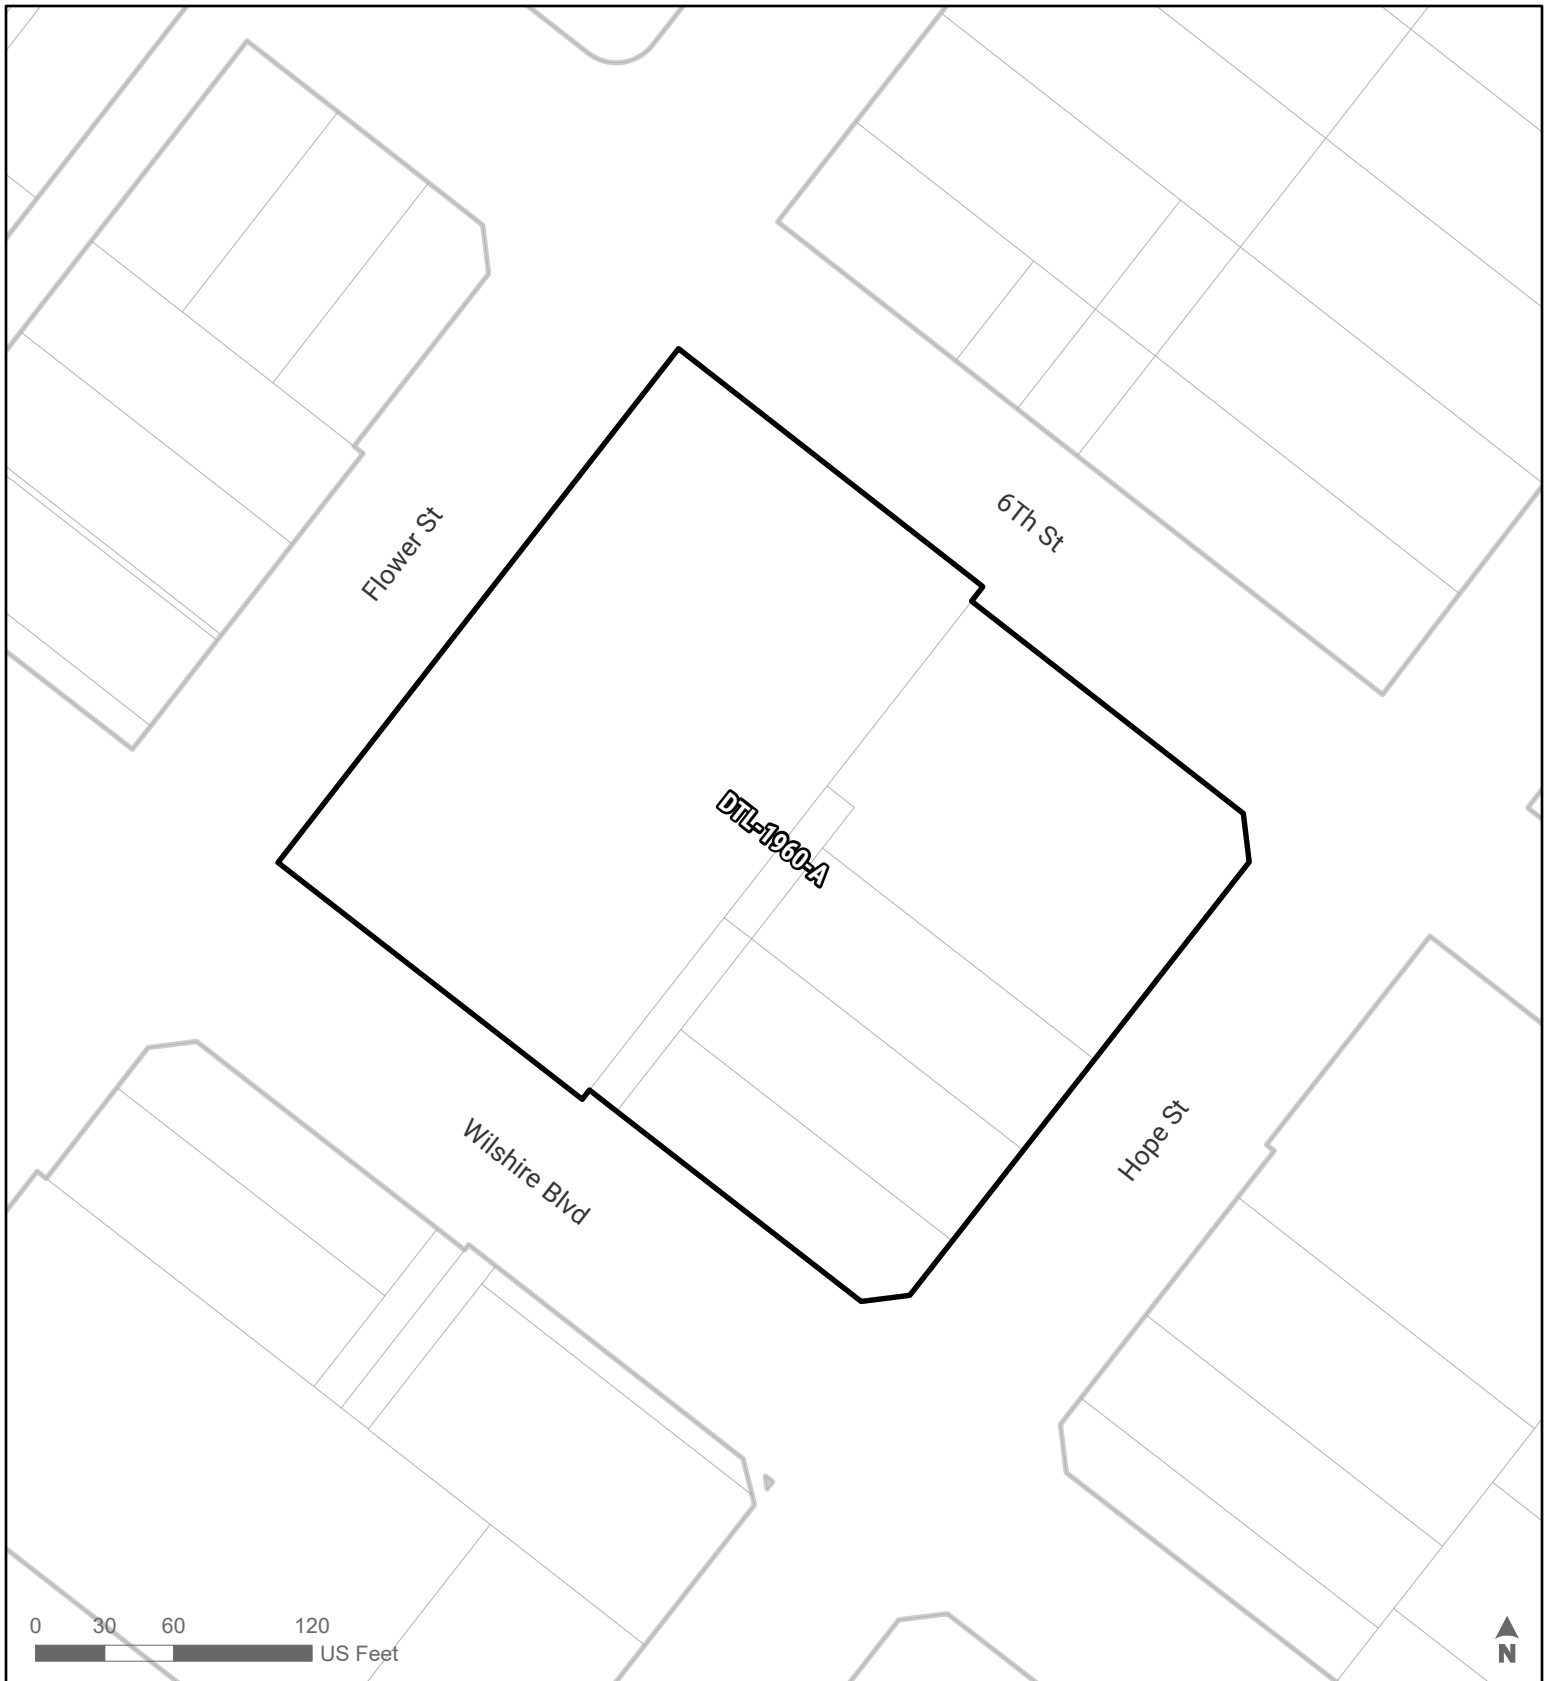 6Th St
Flower St
DTL-1960-A
Hope St
Wilshire Blvd
0 30 60 120
US Feet
N